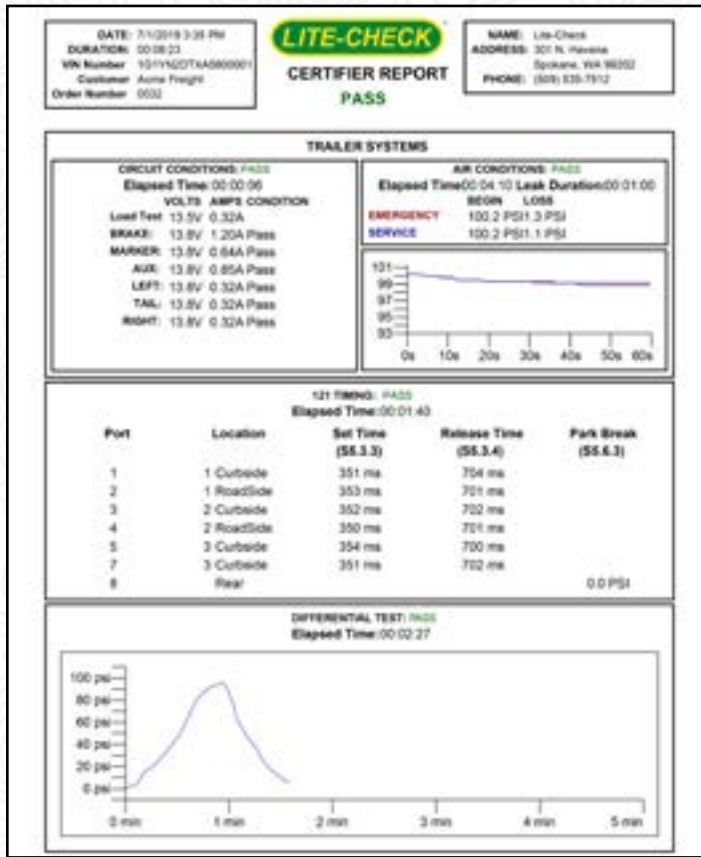 DATE: 7/1/2019 3:35 PM
DURATION: 00:08:23
VIN Number
Customer Acme Freight
Order Number 0032
LITE-CHECK
CERTIFIER REPORT
PASS
NAME: Lite-Check
ADDRESS: 301 N. Havana
Spokane, WA 99202
PHONE: (509) 535-7512
TRAILER SYSTEMS
CIRCUIT CONDITIONS: PASS
Elapsed Time: 00:00:06
VOLTS AMPS CONDITION
Load Test 13.5V 0.32A
BRAKE: 13.8V 1.20A Pass
MARKER: 13.8V 0.64A Pass
AUX: 13.8V 0.85A Pass
LEFT: 13.8V 0.32A Pass
TAIL: 13.8V 0.32A Pass
RIGHT: 13.8V 0.32A Pass
AIR CONDITIONS: PASS
Elapsed Time00:04:10 Leak Duration:00:01:00
BEGIN LOSS
EMERGENCY 100.2 PSI1.3 PSI
SERVICE 100.2 PSI1.1 PSI
101
99
97
95
93
0s 10s 20s 30s 40s 50s 60s
121 TIMING: PASS
Elapsed Time:00:01:40
Port Location Set Time Release Time Park Break
(S5.3.3) (S5.3.4) (S5.6.3)
1 1 Curbside 351 ms 704 ms
2 1 RoadSide 353 ms 701 ms
3 2 Curbside 352 ms 702 ms
4 2 RoadSide 350 ms 701 ms
5 3 Curbside 354 ms 700 ms
7 3 Curbside 351 ms 702 ms
8 Rear 0.0 PSI
DIFFERENTIAL TEST: PASS
Elapsed Time:00:02:27
100 psi
80 psi
60 psi
40 psi
20 psi
0 psi
0 min 1 min 2 min 3 min 4 min 5 min